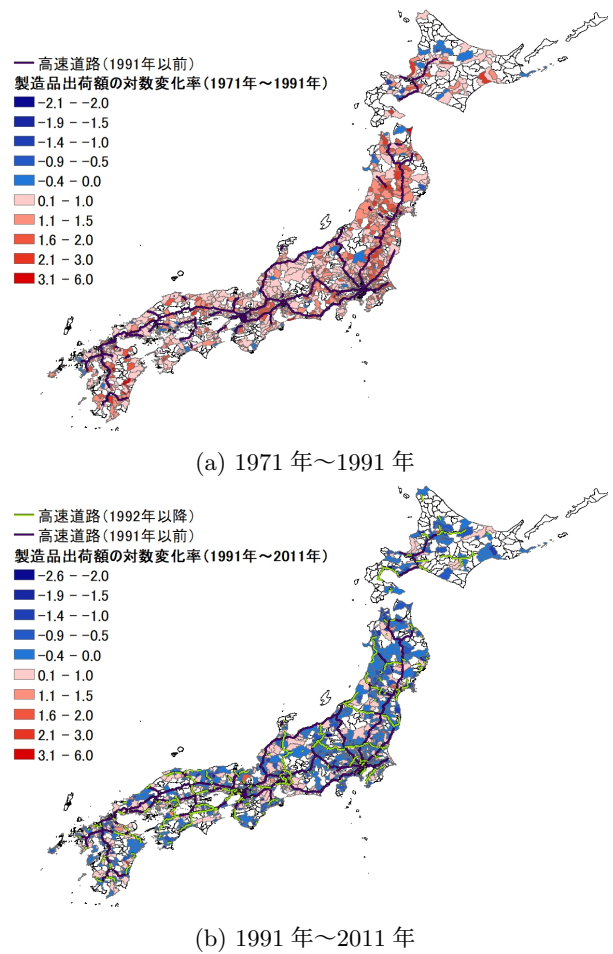 高速道路(1991年以前)
製造品出荷額の対数変化率(1971年～1991年)
-2.1 - -2.0
-1.9 - -1.5
-1.4 - -1.0
-0.9 - -0.5
-0.4 - 0.0
0.1 - 1.0
1.1 - 1.5
1.6 - 2.0
2.1 - 3.0
3.1 - 6.0
(a) 1971 年～1991 年
高速道路(1992年以降)
高速道路(1991年以前)
製造品出荷額の対数変化率(1991年～2011年)
-2.6 - -2.0
-1.9 - -1.5
-1.4 - -1.0
-0.9 - -0.5
-0.4 - 0.0
0.1 - 1.0
1.1 - 1.5
1.6 - 2.0
2.1 - 3.0
3.1 - 6.0
(b) 1991 年～2011 年